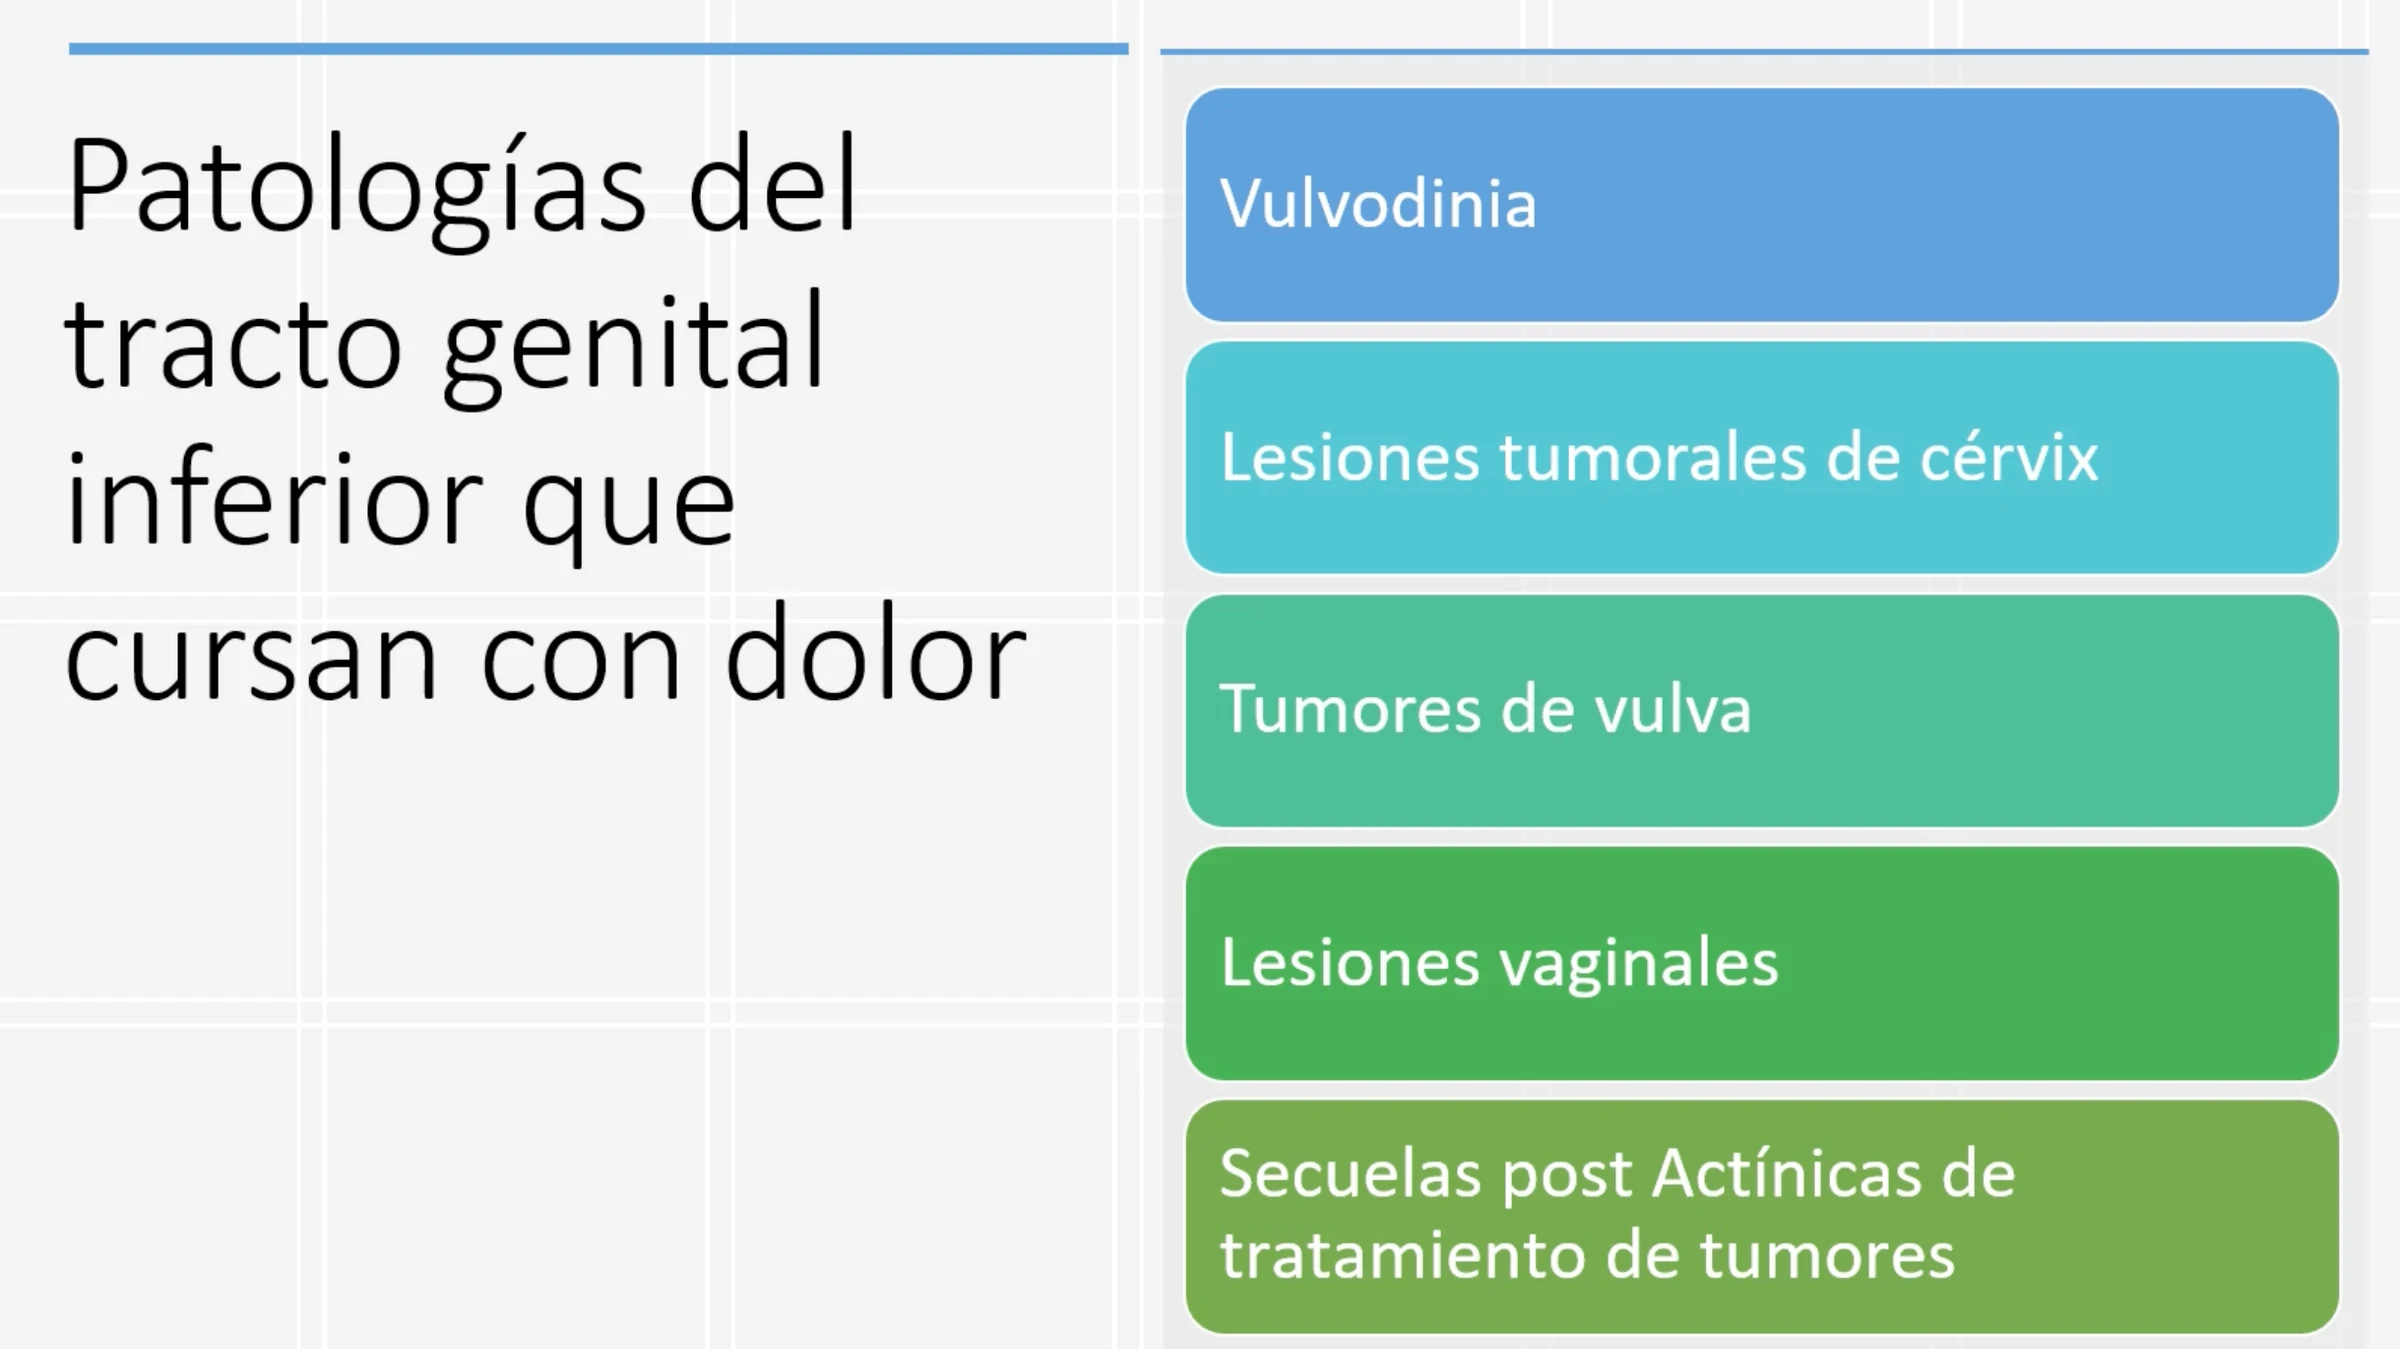 Patologías del
tracto genital
inferior que
cursan con dolor
Vulvodinia
Lesiones tumorales de cérvix
Tumores de vulva
Lesiones vaginales
Secuelas post Actínicas de
tratamiento de tumores